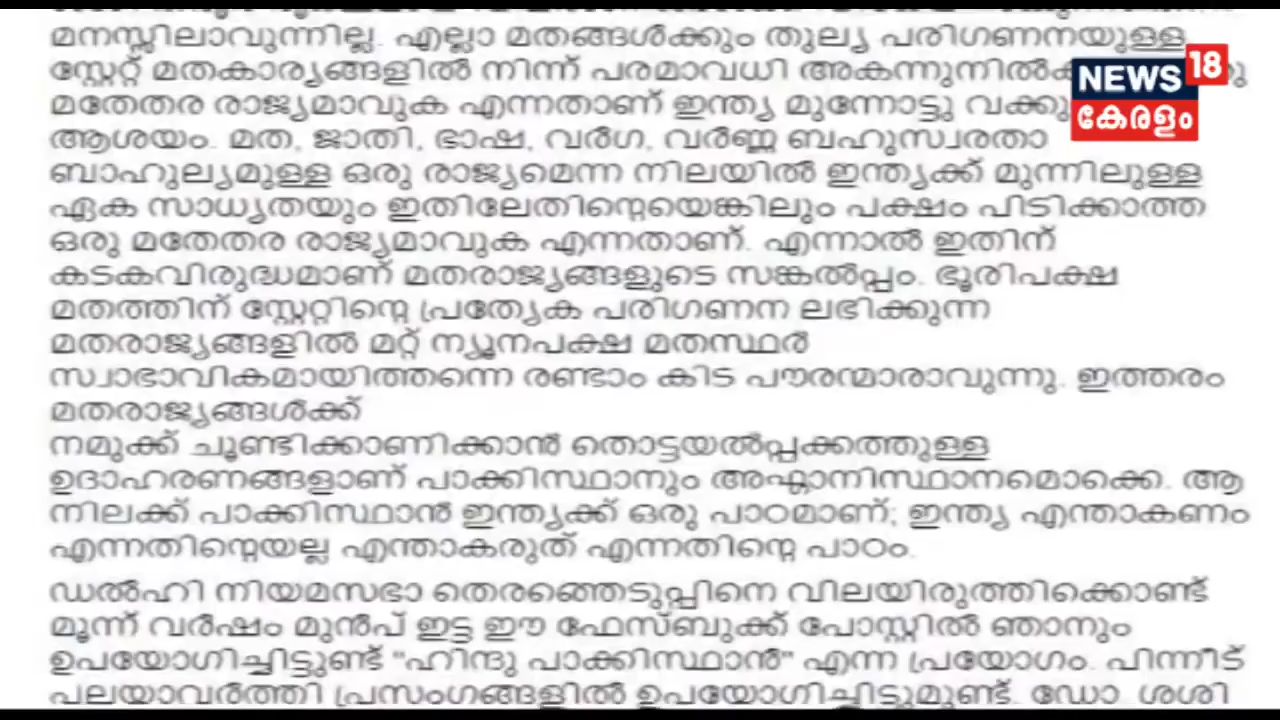 മനസ്സിലാവുന്നില്ല. എല്ലാ മതങ്ങൾക്കും തുല്യ പരിഗണനയുള്ള
സ്റ്റേറ്റ് മതകാര്യങ്ങളിൽ നിന്ന് പരമാവധി
മതേതര രാജ്യമാവുക എന്നതാണ് ഇന്ത്യ മുന്നോട്ടു
ആശയം. മത, ജാതി, ഭാഷ, വർഗ, വർണ്ണ ബഹുസ്വരതാ
ബാഹുല്യമുള്ള ഒരു രാജ്യമെന്ന നിലയിൽ ഇന്ത്യക്ക് മുന്നിലുള്ള
ഏക സാധ്യതയും ഇതിലേതിന്റെയെങ്കിലും പക്ഷം പിടിക്കാത്ത
ഒരു മതേതര രാജ്യമാവുക എന്നതാണ്. എന്നാൽ ഇതിന്
കടകവിരുദ്ധമാണ് മതരാജ്യങ്ങളുടെ സങ്കൽപ്പം. ഭൂരിപക്ഷ
മതത്തിന് സ്റ്റേറ്റിന്റെ പ്രത്യേക പരിഗണന ലഭിക്കുന്ന
മതരാജ്യങ്ങളിൽ മറ്റ് ന്യൂനപക്ഷ മതസ്ഥർ
സ്വാഭാവികമായിത്തന്നെ രണ്ടാം കിട പൗരന്മാരാവുന്നു. ഇത്തരം
മതരാജ്യങ്ങൾക്ക്
നമുക്ക് ചൂണ്ടിക്കാണിക്കാൻ തൊട്ടയൽപ്പക്കത്തുള്ള
ഉദാഹരണങ്ങളാണ് പാക്കിസ്ഥാനും അഫ്ഗാനിസ്ഥാനമൊക്കെ. ആ
നിലക്ക് പാക്കിസ്ഥാൻ ഇന്ത്യക്ക് ഒരു പാഠമാണ്; ഇന്ത്യ എന്താകണം
എന്നതിന്റെയല്ല എന്താകരുത് എന്നതിന്റെ പാഠം.
ഡൽഹി നിയമസഭാ തെരഞ്ഞെടുപ്പിനെ വിലയിരുത്തിക്കൊണ്ട്
മൂന്ന് വർഷം മുൻപ് ഇട്ട ഈ ഫേസ്ബുക്ക് പോസ്റ്റിൽ ഞാനും
ഉപയോഗിച്ചിട്ടുണ്ട് "ഹിന്ദു പാക്കിസ്ഥാൻ" എന്ന പ്രയോഗം. പിന്നീട്
പലയാവർത്തി പ്രസംഗങ്ങളിൽ ഉപയോഗിച്ചിട്ടുമുണ്ട്. ഡോ. ശശി
NEWS 18
കേരളം